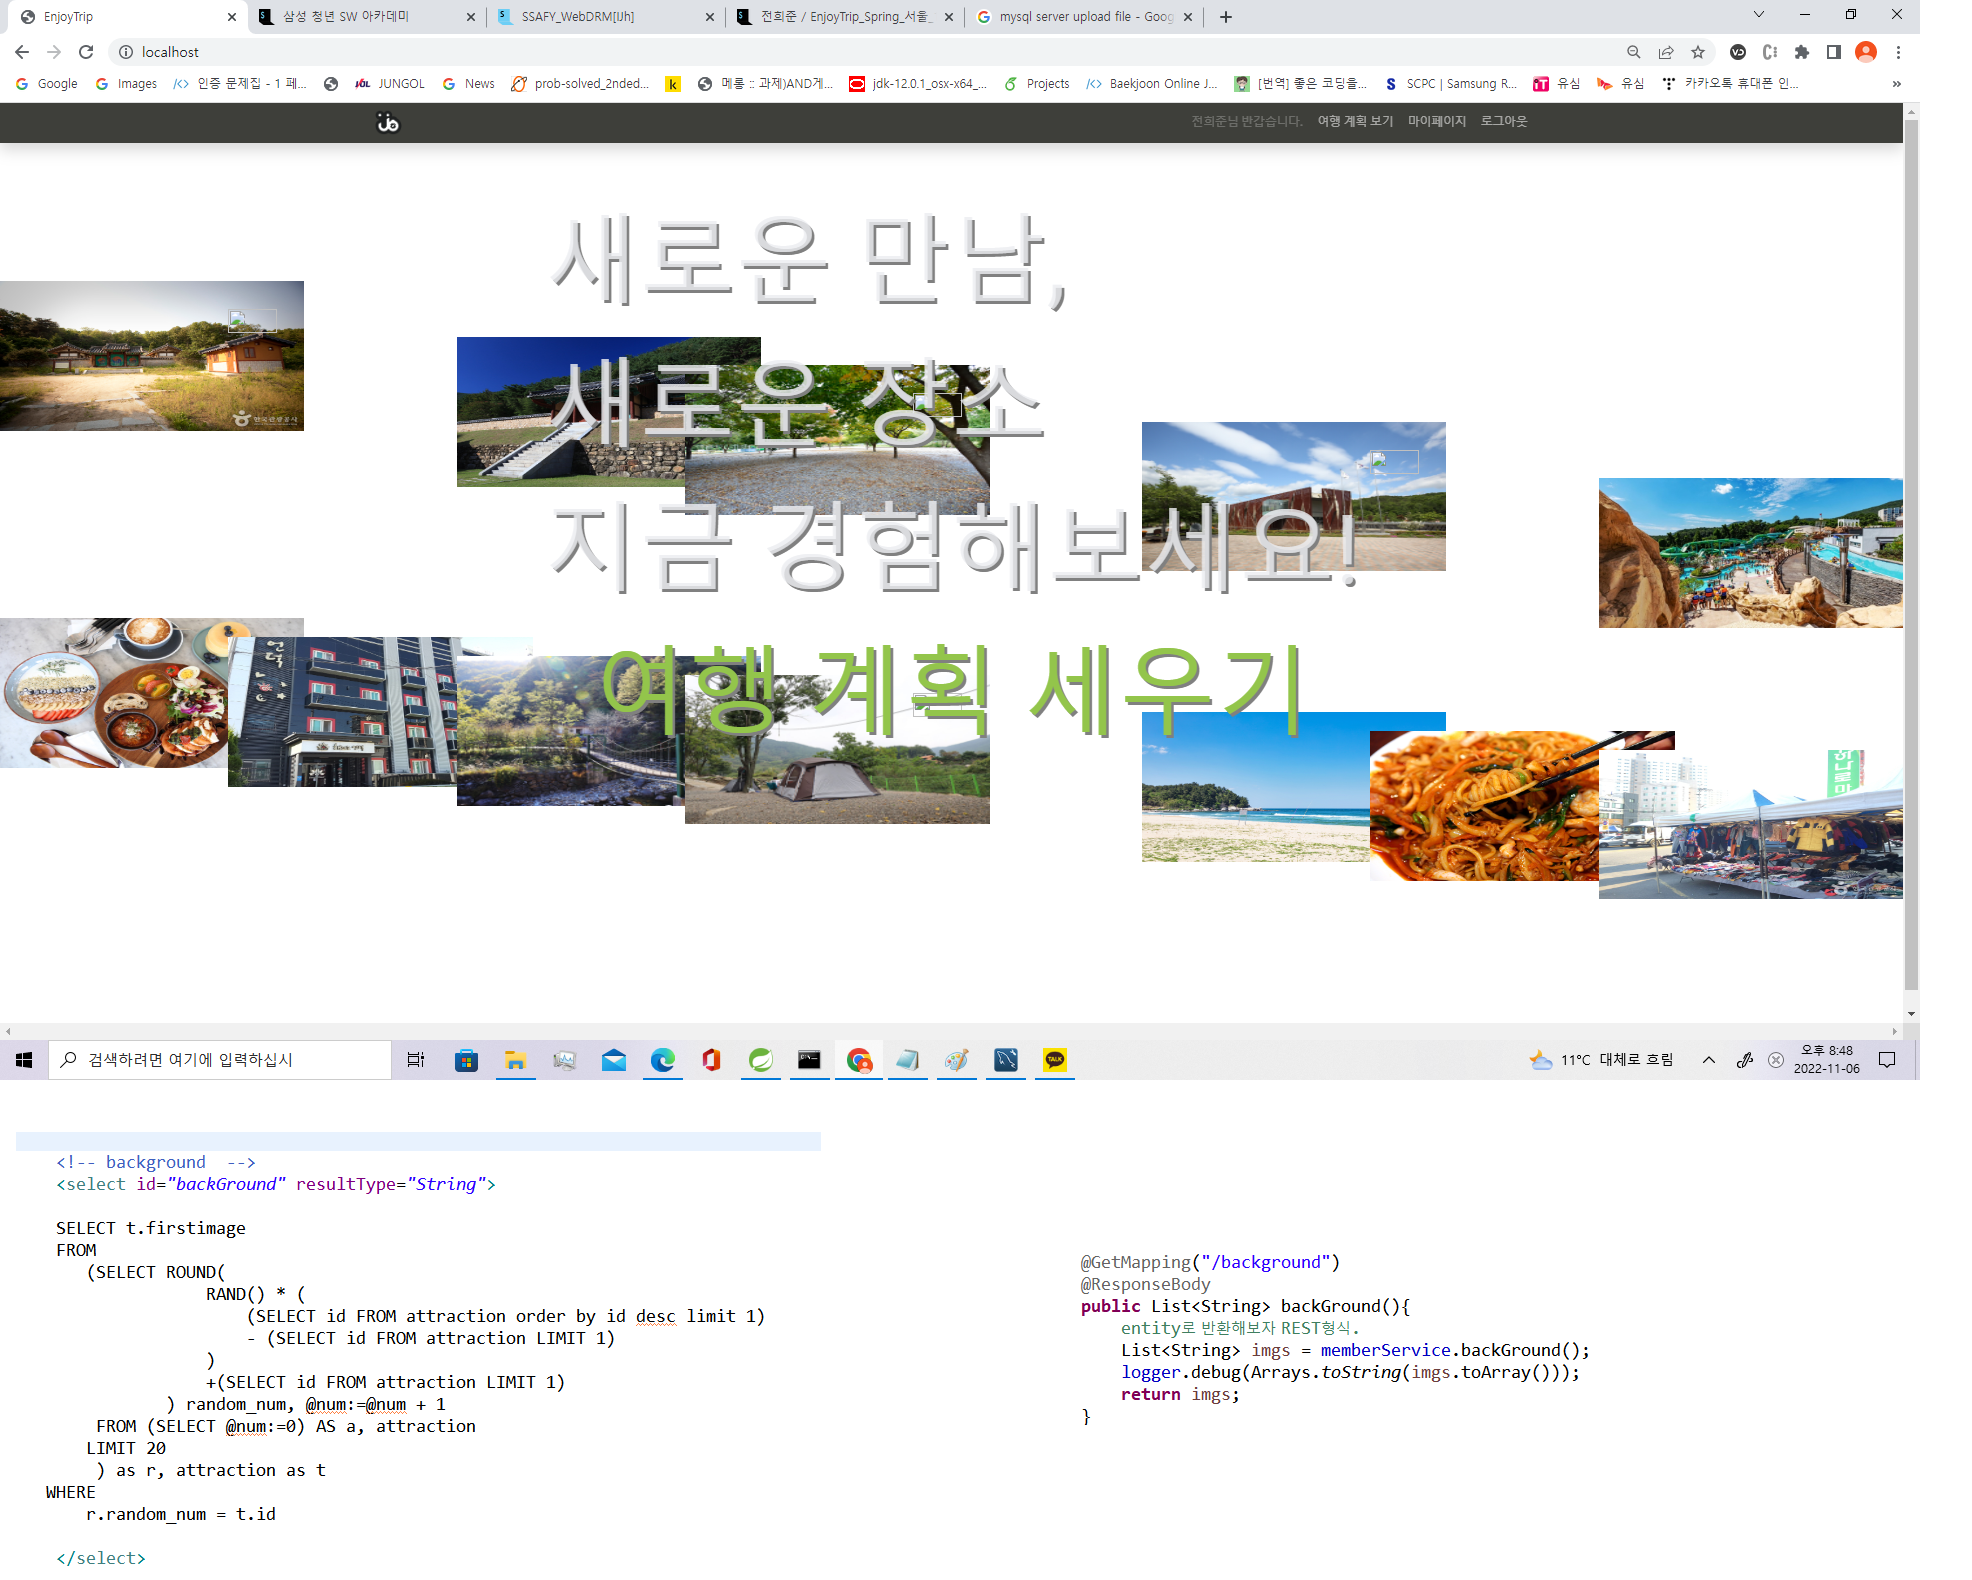 EnjoyTrip
삼성 청년 SW 아카데미
SSAFY_WebDRM[IJh]
전희준 / EnjoyTrip_Spring_서울_
mysql server upload file - Goog
localhost
Google
Images
인증 문제집 - 1 페...
JUNGOL
News
prob-solved_2nded...
k
메롱 :: 과제)AND게...
jdk-12.0.1_osx-x64_...
Projects
Baekjoon Online J...
[번역] 좋은 코딩을...
S SCPC | Samsung R...
유심
유심
카카오톡 휴대폰 인...
»
전희준님 반갑습니다.
여행 계획 보기
마이페이지
로그아웃
새로운 만남,
새로운 장소
지금 경험해보세요!
여행 계획 세우기
한국관광공사
검색하려면 여기에 입력하십시
TALK
11°C 대체로 흐림
오후 8:48
2022-11-06
<!-- background  -->
<select id="backGround" resultType="String">
SELECT t.firstimage
FROM
(SELECT ROUND(
RAND() * (
(SELECT id FROM attraction order by id desc limit 1)
- (SELECT id FROM attraction LIMIT 1)
)
+(SELECT id FROM attraction LIMIT 1)
) random_num, @num:=@num + 1
FROM (SELECT @num:=0) AS a, attraction
LIMIT 20
) as r, attraction as t
WHERE
r.random_num = t.id
</select>
@GetMapping("/background")
@ResponseBody
public List<String> backGround(){
entity로 반환해보자 REST형식.
List<String> imgs = memberService.backGround();
logger.debug(Arrays.toString(imgs.toArray()));
return imgs;
}